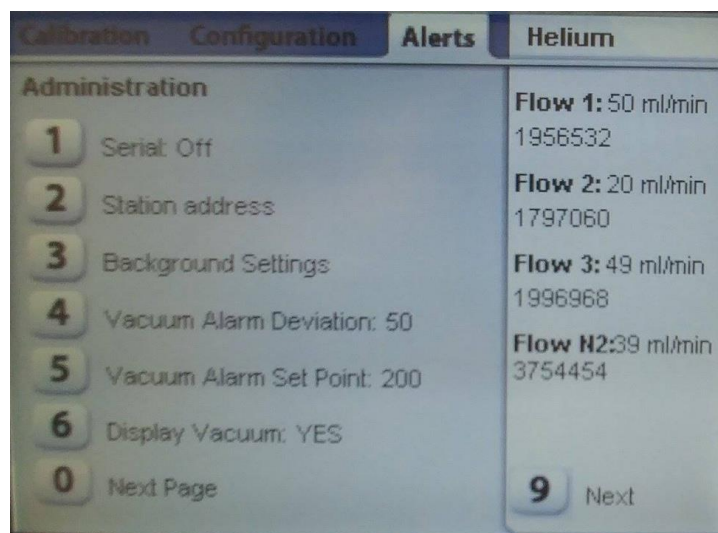 Calibration Configuration Alerts Helium
Administration
1 Serial: Off
2 Station address
3 Background Settings
4 Vacuum Alarm Deviation: 50
5 Vacuum Alarm Set Point: 200
6 Display Vacuum: YES
0 Next Page
Flow 1: 50 ml/min
1956532
Flow 2: 20 ml/min
1797060
Flow 3: 49 ml/min
1996968
Flow N2:39 ml/min
3754454
9 Next